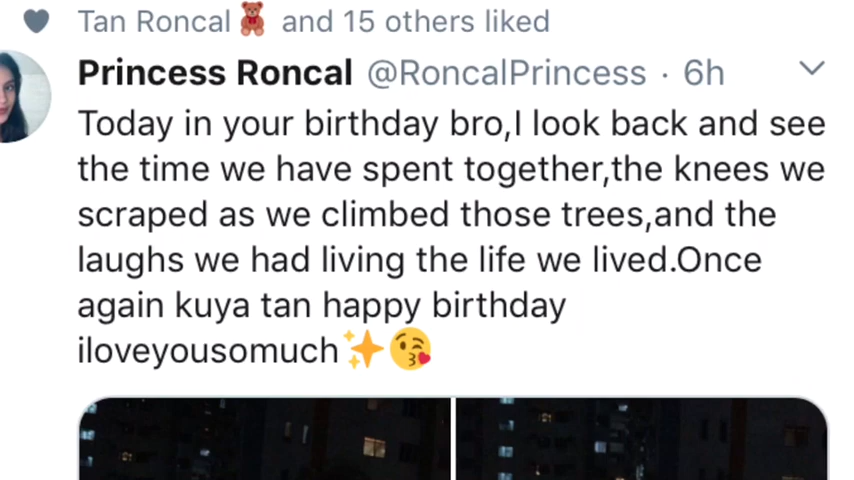 Tan Roncal🧸 and 15 others liked
Princess Roncal @RoncalPrincess · 6h
Today in your birthday bro,I look back and see
the time we have spent together,the knees we
scraped as we climbed those trees,and the
laughs we had living the life we lived.Once
again kuya tan happy birthday
iloveyousomuch✨😘